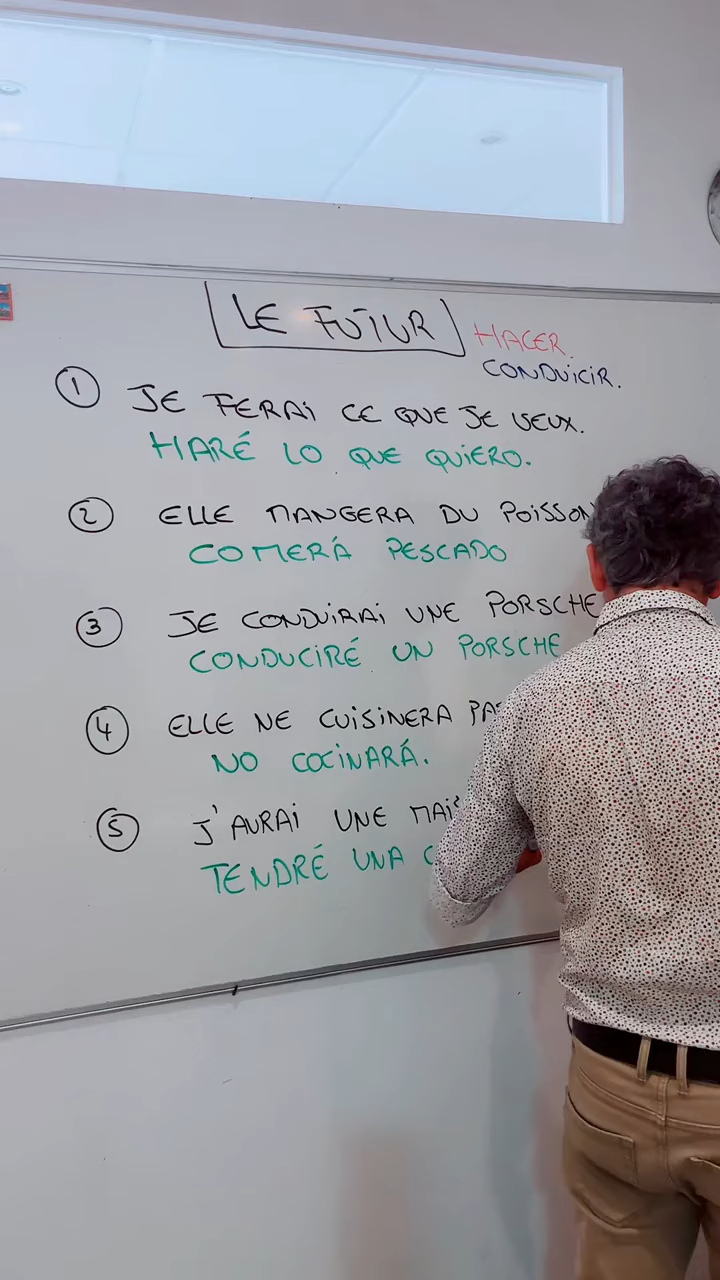 LE FUTUR
HACER.
CONDUICIR.
1 JE FERAI CE QUE JE VEUX.
HARÉ LO QUE QUIERO.
2 ELLE MANGERA DU POISSON
COMERÁ PESCADO
3 JE CONDUIRAI UNE PORSCHE
CONDUCIRÉ UN PORSCHE
4 ELLE NE CUISINERA
NO COCINARÁ.
5 J'AURAI UNE
TENDRÉ UNA